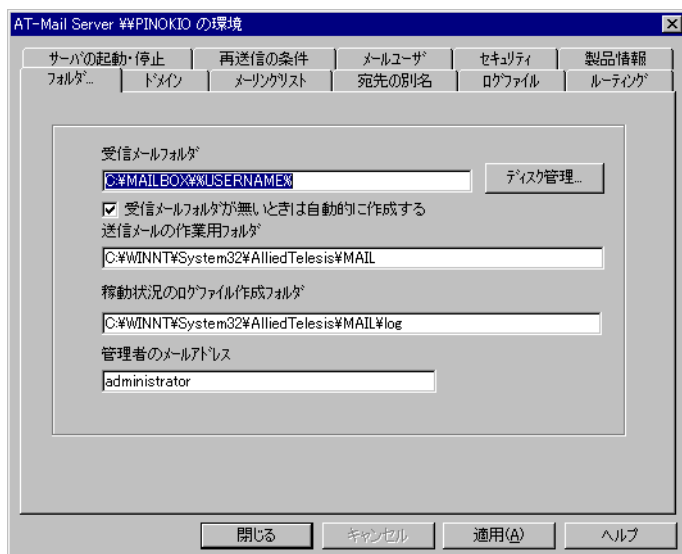 AT-Mail Server ¥¥PINOKIO の環境
サーバの起動・停止 再送信の条件 メールユーザ セキュリティ 製品情報
フォルダ... ドメイン メーリングリスト 宛先の別名 ログファイル ルーティング
受信メールフォルダ
C:¥MAILBOX¥%USERNAME% ディスク管理...
受信メールフォルダが無いときは自動的に作成する
送信メールの作業用フォルダ
C:¥WINNT¥System32¥AlliedTelesis¥MAIL
稼動状況のログファイル作成フォルダ
C:¥WINNT¥System32¥AlliedTelesis¥MAIL¥log
管理者のメールアドレス
administrator
閉じる キャンセル 適用(A) ヘルプ